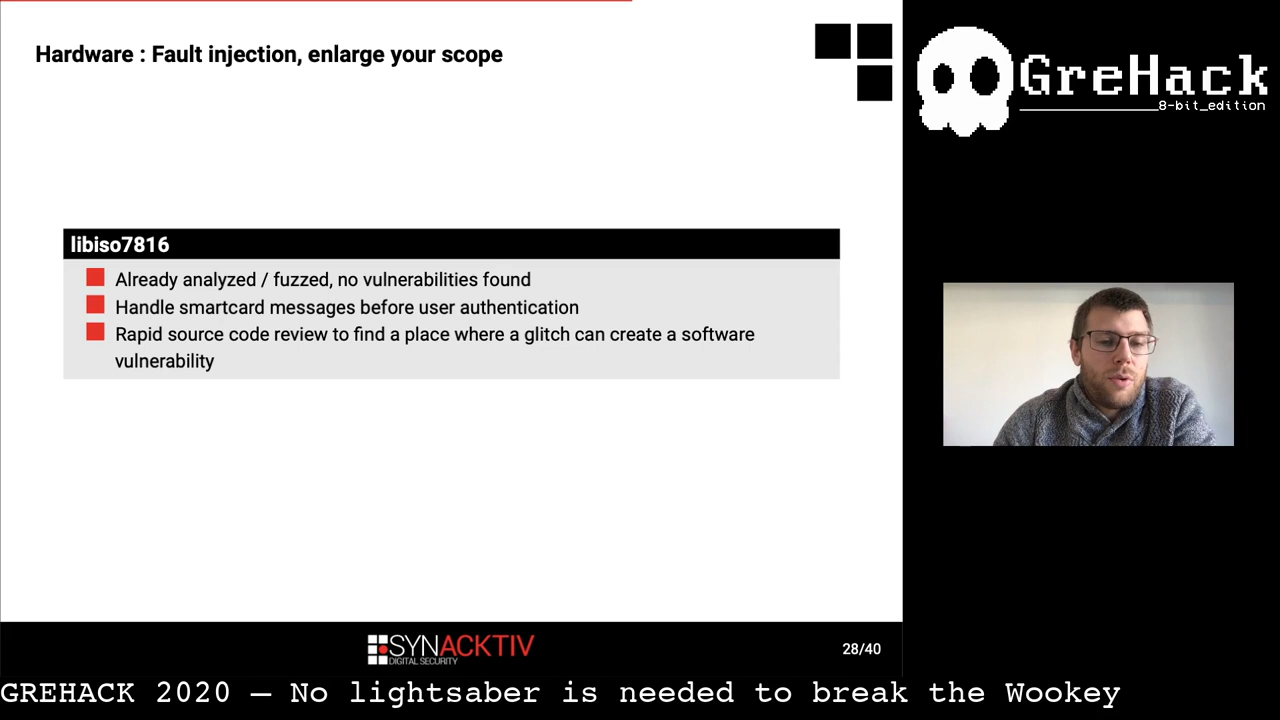 Hardware : Fault injection, enlarge your scope
GreHack
8-bit_edition
libiso7816
Already analyzed / fuzzed, no vulnerabilities found
Handle smartcard messages before user authentication
Rapid source code review to find a place where a glitch can create a software
vulnerability
SYNACKTIV
DIGITAL SECURITY
28/40
GREHACK 2020 – No lightsaber is needed to break the Wookey